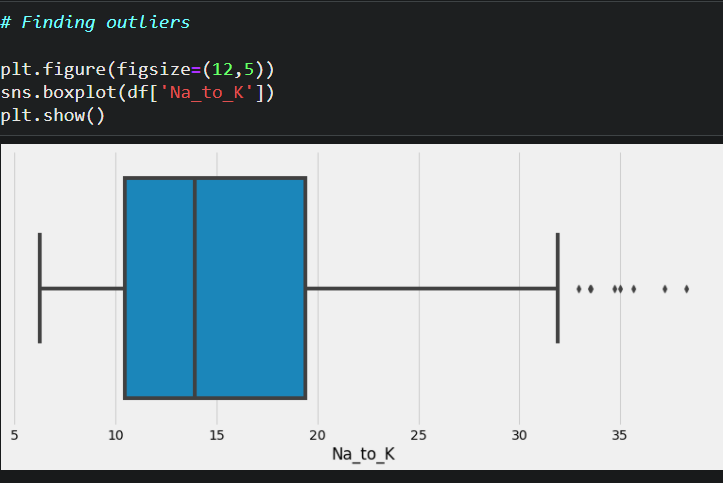 # Finding outliers
plt.figure(figsize=(12,5))
sns.boxplot(df['Na_to_K'])
plt.show()
5 10 15 20 25 30 35
Na_to_K